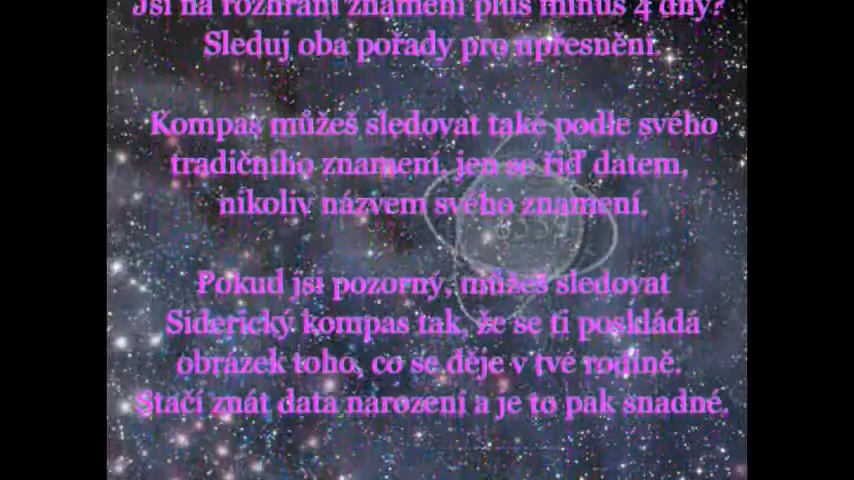 Jsi na rozhraní znamení plus mínus 4 dny?
Sleduj oba pořady pro upřesnění.
Kompas můžeš sledovat také podle svého
tradičního znamení, jen se řiď datem,
nikoliv názvem svého znamení.
Pokud jsi pozorný, můžeš sledovat
Siderický kompas tak, že se ti poskládá
obrázek toho, co se děje v tvé rodině.
Stačí znát data narození a je to pak snadné.